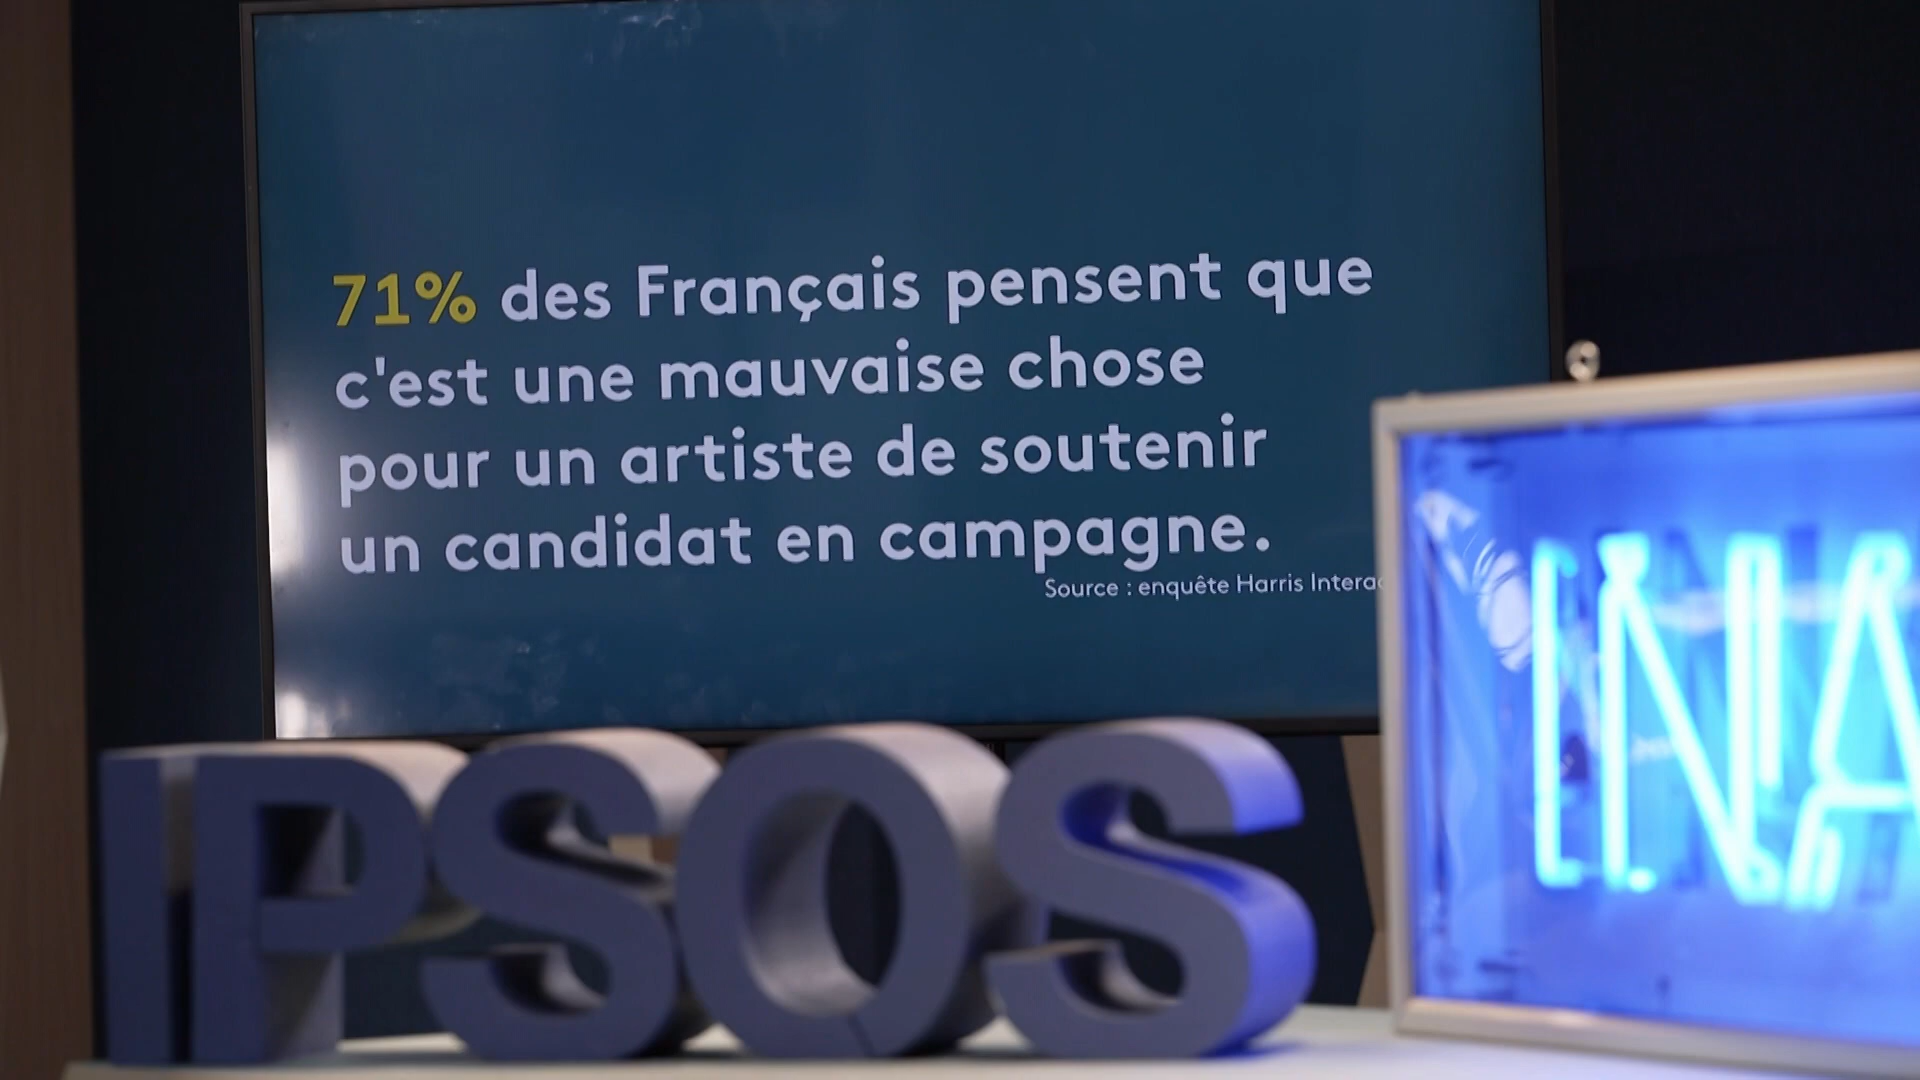 71% des Français pensent que
c'est une mauvaise chose
pour un artiste de soutenir
un candidat en campagne.
Source : enquête Harris
IPSOS
INA